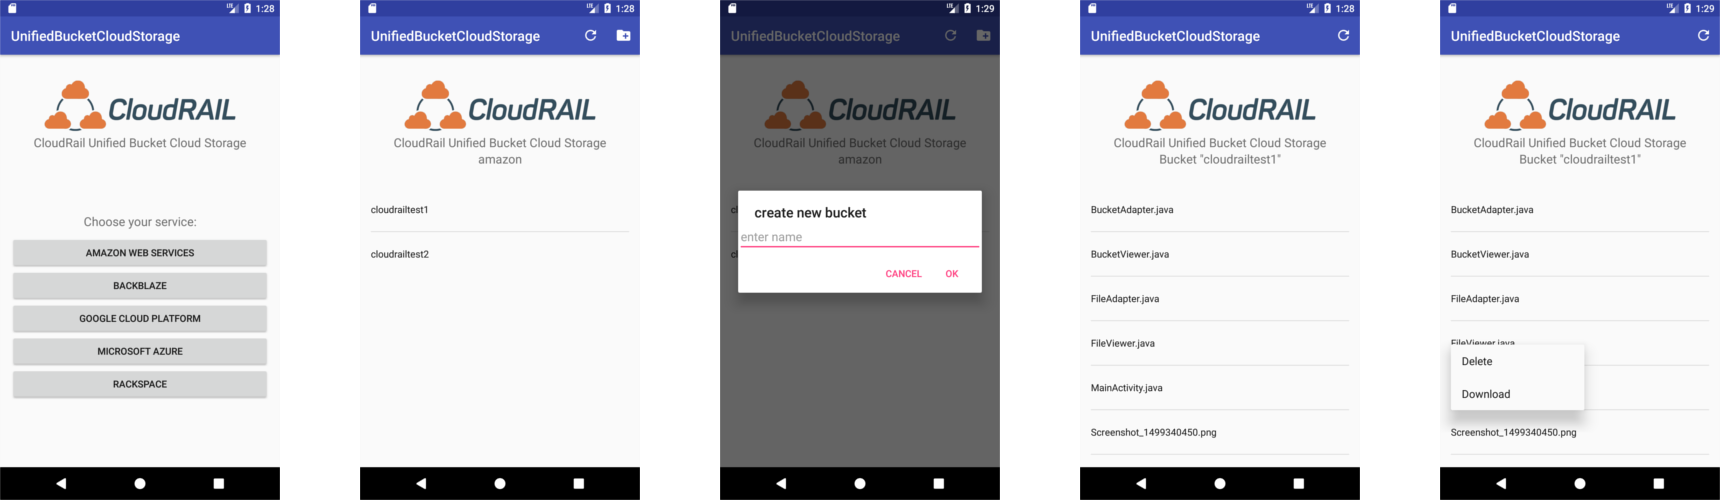 LTE 1:28
UnifiedBucketCloudStorage
CloudRAIL
CloudRail Unified Bucket Cloud Storage
Choose your service:
AMAZON WEB SERVICES
BACKBLAZE
GOOGLE CLOUD PLATFORM
MICROSOFT AZURE
RACKSPACE
LTE 1:28
UnifiedBucketCloudStorage
CloudRAIL
CloudRail Unified Bucket Cloud Storage
amazon
cloudrailtest1
cloudrailtest2
LTE 1:29
UnifiedBucketCloudStorage
CloudRAIL
CloudRail Unified Bucket Cloud Storage
amazon
create new bucket
enter name
CANCEL OK
LTE 1:28
UnifiedBucketCloudStorage
CloudRAIL
CloudRail Unified Bucket Cloud Storage
Bucket "cloudrailtest1"
BucketAdapter.java
BucketViewer.java
FileAdapter.java
FileViewer.java
MainActivity.java
Screenshot_1499340450.png
LTE 1:29
UnifiedBucketCloudStorage
CloudRAIL
CloudRail Unified Bucket Cloud Storage
Bucket "cloudrailtest1"
BucketAdapter.java
BucketViewer.java
FileAdapter.java
FileViewer.java
Delete
Download
Screenshot_1499340450.png